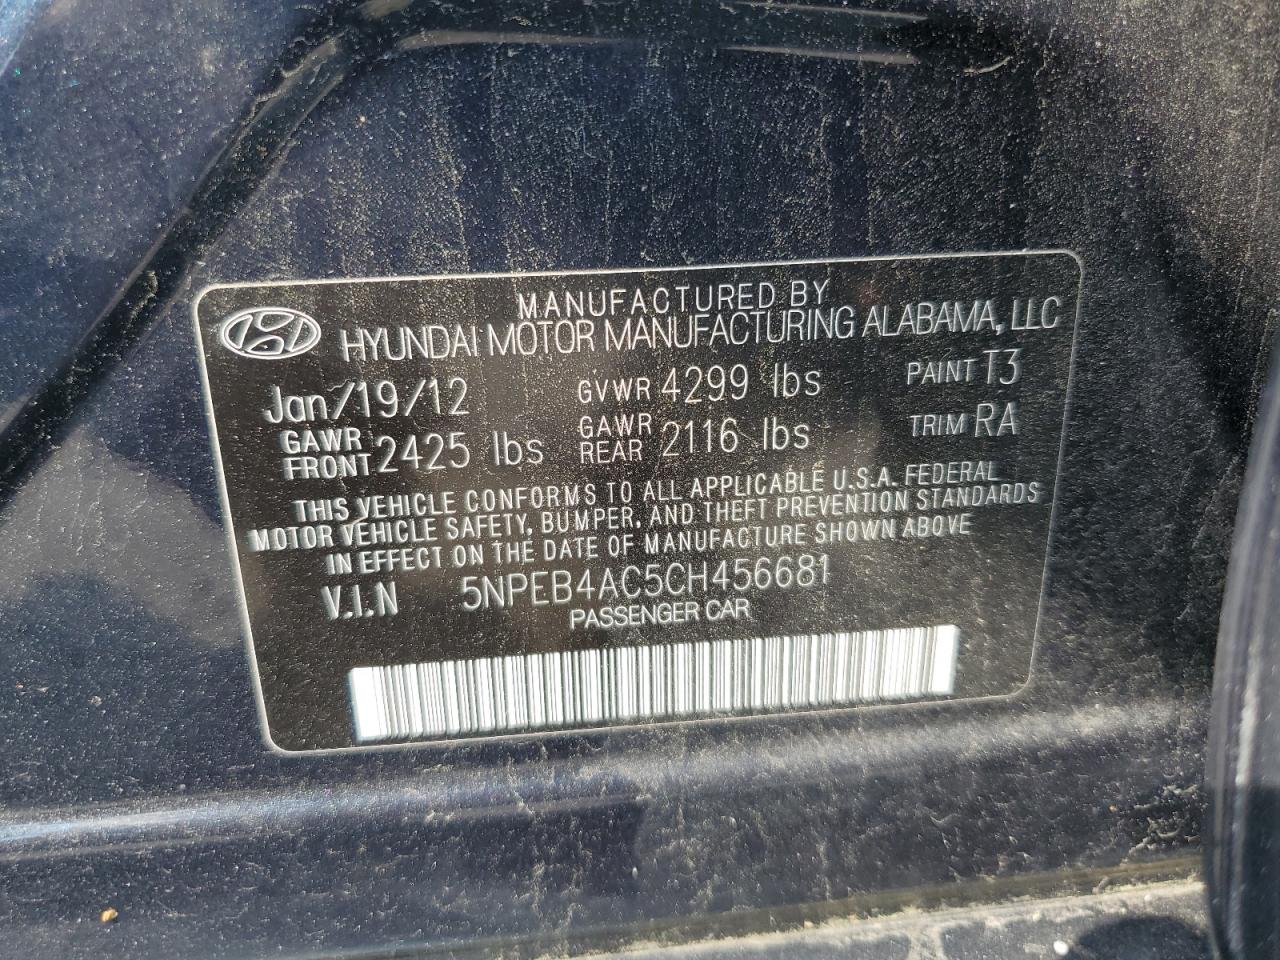 MANUFACTURED BY
HYUNDAI MOTOR MANUFACTURING ALABAMA, LLC
Jan/19/12 GVWR 4299 lbs PAINT T3
GAWR FRONT 2425 lbs GAWR REAR 2116 lbs TRIM RA
THIS VEHICLE CONFORMS TO ALL APPLICABLE U.S.A. FEDERAL
MOTOR VEHICLE SAFETY, BUMPER, AND THEFT PREVENTION STANDARDS
IN EFFECT ON THE DATE OF MANUFACTURE SHOWN ABOVE
V.I.N 5NPEB4AC5CH456681
PASSENGER CAR